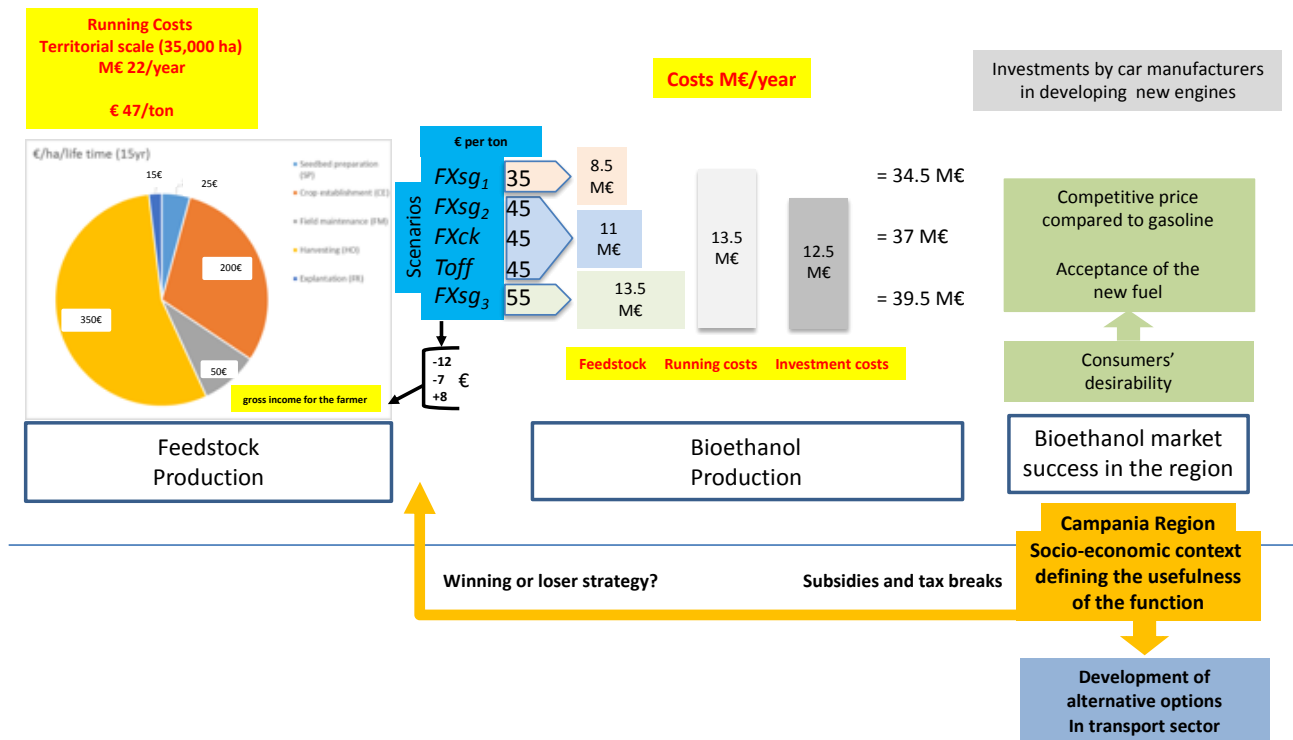 Running Costs
Territorial scale (35,000 ha)
M€ 22/year
€ 47/ton
Costs M€/year
Investments by car manufacturers
in developing new engines
€/ha/life time (15yr)
15€
25€
200€
350€
50€
Seedbed preparation
(SP)
Crop establishment (CE)
Field maintenance (FM)
Harvesting (HO)
Explantation (FR)
gross income for the farmer
Scenarios
€ per ton
FXsg1 35
FXsg2 45
FXck 45
Toff 45
FXsg3 55
-12
-7 €
+8
8.5
M€
11
M€
13.5
M€
13.5
M€
12.5
M€
= 34.5 M€
= 37 M€
= 39.5 M€
Feedstock Running costs Investment costs
Competitive price
compared to gasoline
Acceptance of the
new fuel
Consumers’
desirability
Feedstock
Production
Bioethanol
Production
Bioethanol market
success in the region
Campania Region
Socio-economic context
defining the usefulness
of the function
Winning or loser strategy?
Subsidies and tax breaks
Development of
alternative options
In transport sector